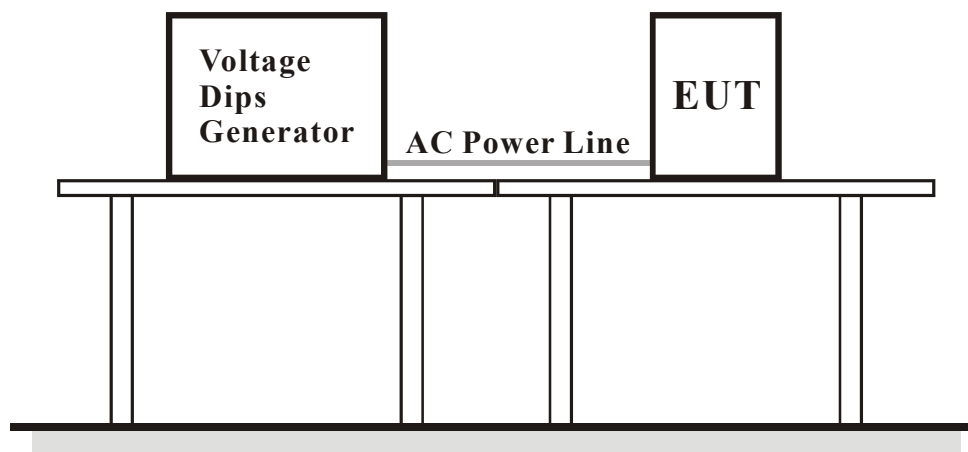 Voltage
Dips
Generator
AC Power Line
EUT